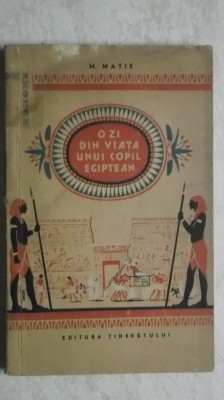 M. MATIE
O ZI
DIN VIAȚA
UNUI COPIL
EGIPTEAN
EDITURA TINERETULUI